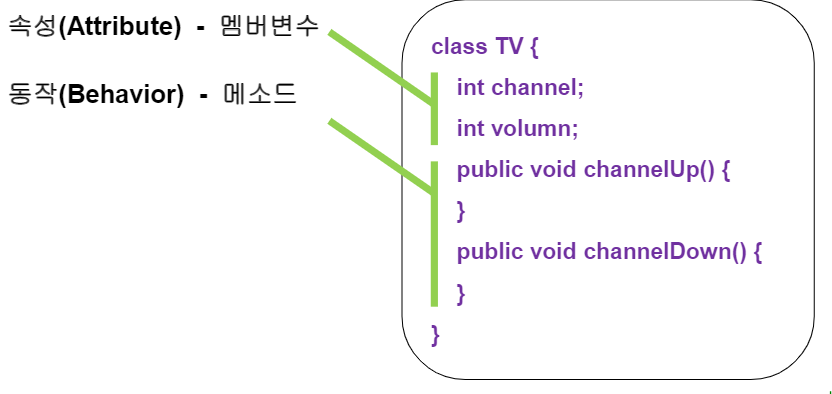 속성(Attribute) - 멤버변수
동작(Behavior) - 메소드
class TV {
int channel;
int volumn;
public void channelUp() {
}
public void channelDown() {
}
}